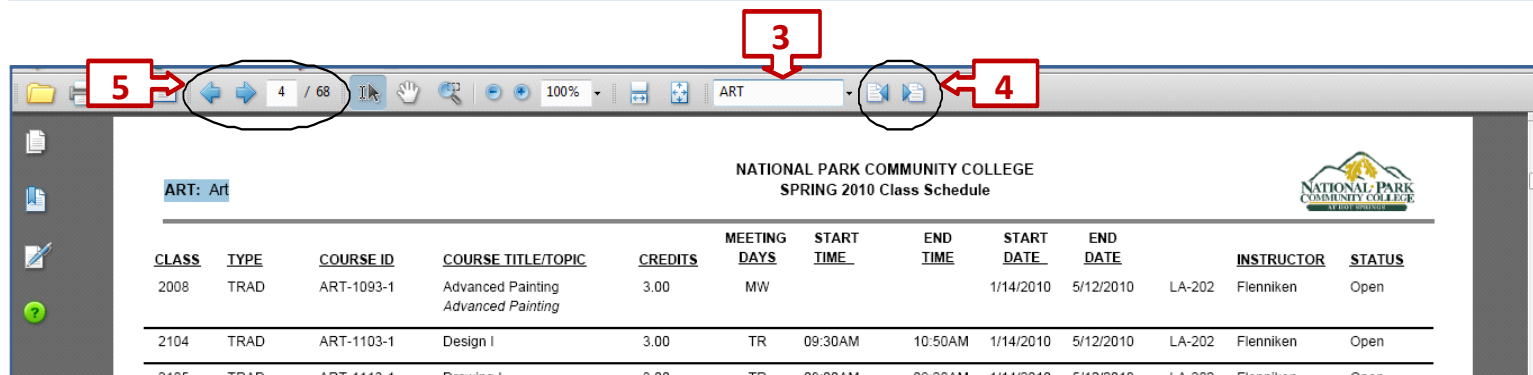 3
5
4 / 68
100%
ART
4
NATIONAL PARK COMMUNITY COLLEGE
ART: Art
SPRING 2010 Class Schedule
NATIONAL PARK
COMMUNITY COLLEGE
AT HOT SPRINGS
MEETING START END START END
CLASS TYPE COURSE ID COURSE TITLE/TOPIC CREDITS DAYS TIME TIME DATE DATE INSTRUCTOR STATUS
2008 TRAD ART-1093-1 Advanced Painting 3.00 MW 1/14/2010 5/12/2010 LA-202 Flenniken Open
Advanced Painting
2104 TRAD ART-1103-1 Design I 3.00 TR 09:30AM 10:50AM 1/14/2010 5/12/2010 LA-202 Flenniken Open